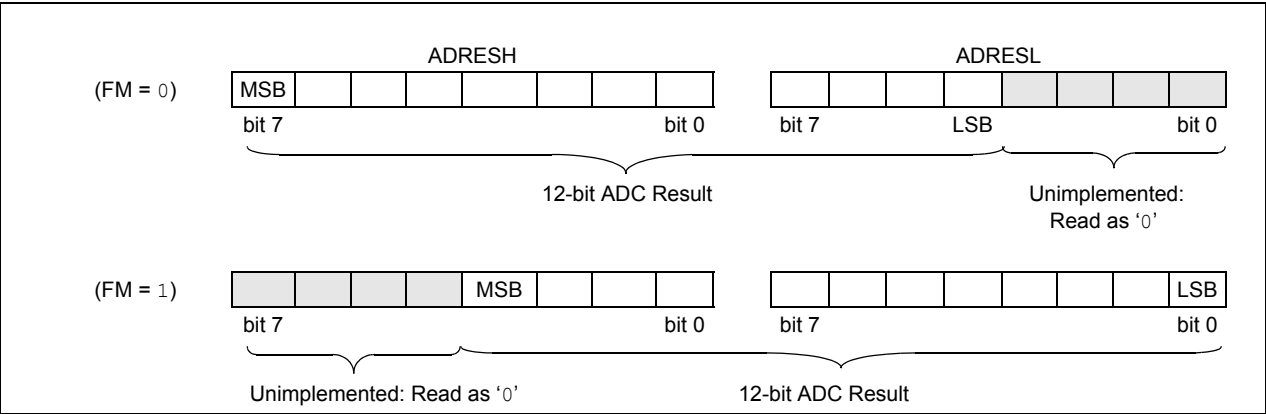 ADRESH ADRESL
(FM = 0) MSB
bit 7 bit 0 bit 7 LSB bit 0
12-bit ADC Result Unimplemented:
Read as ‘0’
(FM = 1) MSB LSB
bit 7 bit 0 bit 7 bit 0
Unimplemented: Read as ‘0’ 12-bit ADC Result